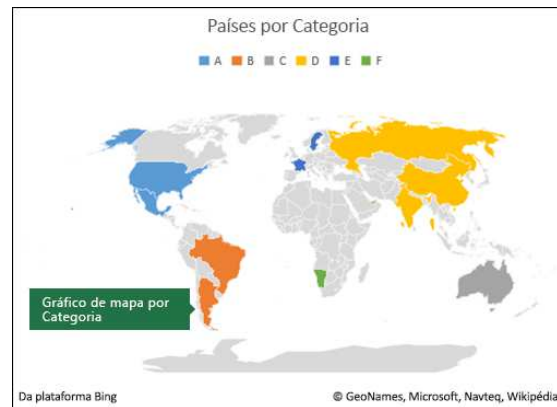 Países por Categoria
A B C D E F
Gráfico de mapa por
Categoria
Da plataforma Bing
© GeoNames, Microsoft, Navteq, Wikipédia